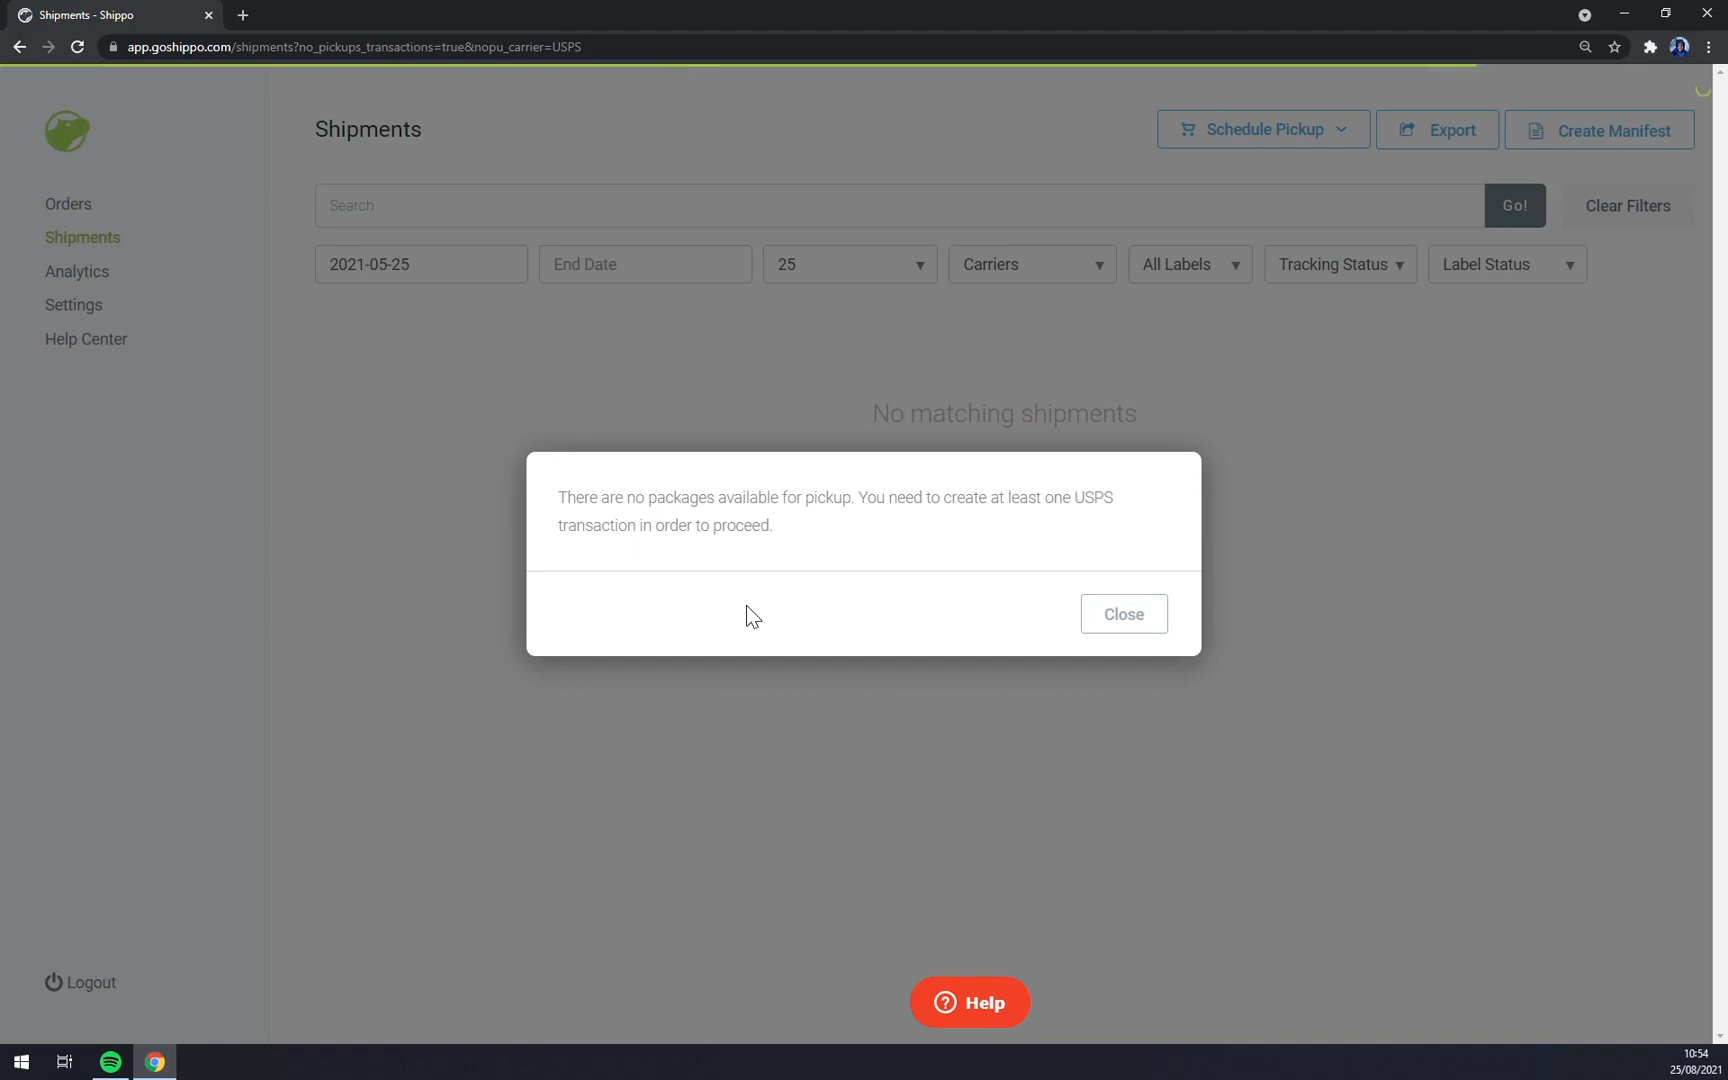 Shipments - Shippo
app.goshippo.com/shipments?no_pickups_transactions=true&nopu_carrier=USPS
Shipments
Schedule Pickup
Export
Create Manifest
Orders
Shipments
Analytics
Settings
Help Center
Search
Go!
Clear Filters
2021-05-25
End Date
25
Carriers
All Labels
Tracking Status
Label Status
No matching shipments
There are no packages available for pickup. You need to create at least one USPS
transaction in order to proceed.
Close
Logout
Help
10:54
25/08/2021